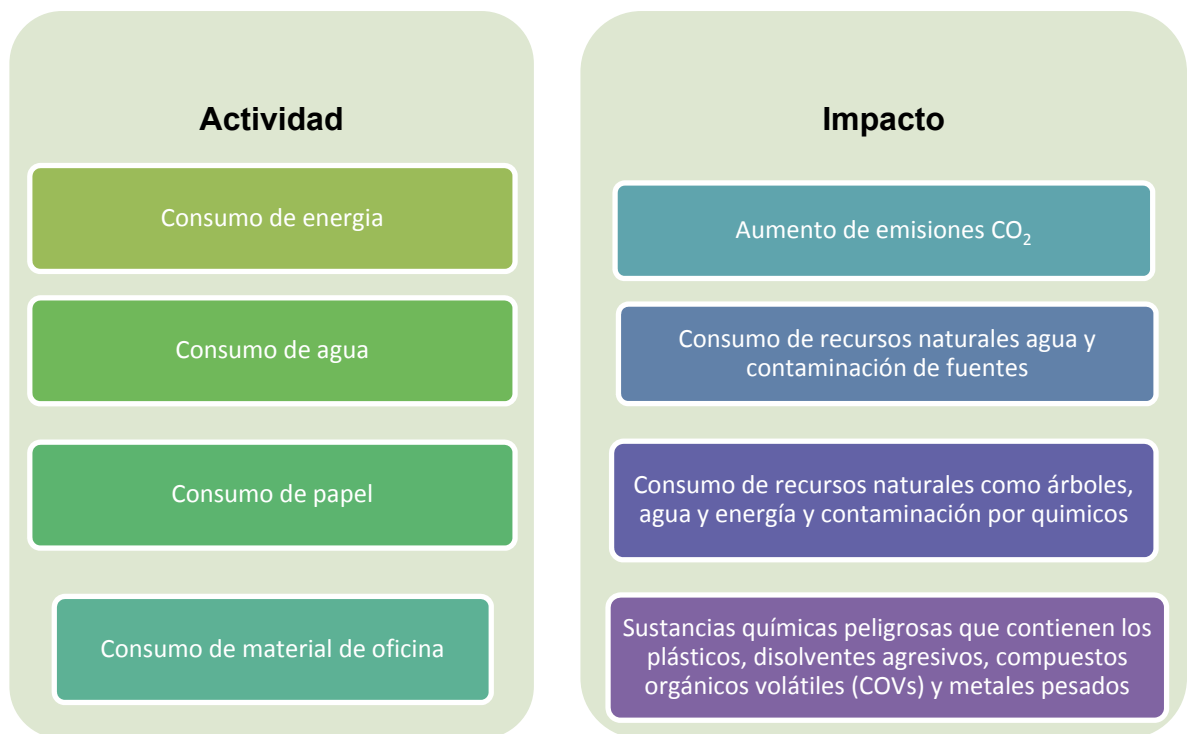 Actividad
Consumo de energia
Consumo de agua
Consumo de papel
Consumo de material de oficina
Impacto
Aumento de emisiones CO₂
Consumo de recursos naturales agua y
contaminación de fuentes
Consumo de recursos naturales como árboles,
agua y energía y contaminación por quimicos
Sustancias químicas peligrosas que contienen los
plásticos, disolventes agresivos, compuestos
orgánicos volátiles (COVs) y metales pesados